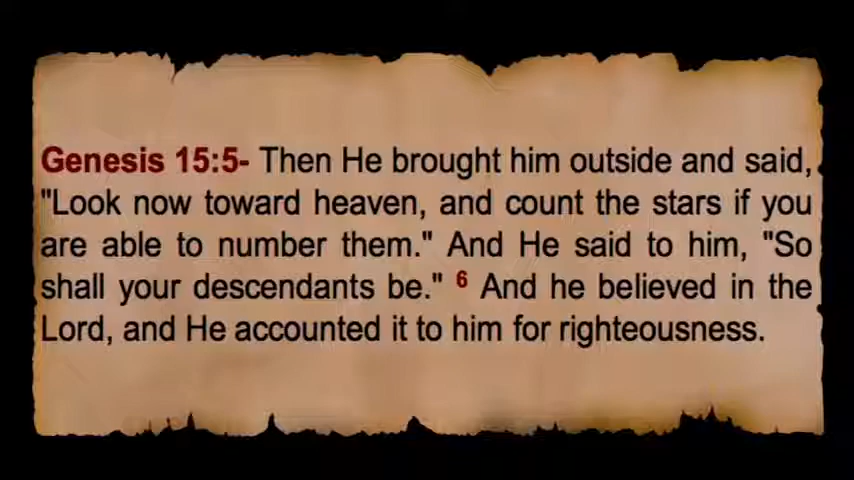 Genesis 15:5- Then He brought him outside and said,
"Look now toward heaven, and count the stars if you
are able to number them." And He said to him, "So
shall your descendants be." 6 And he believed in the
Lord, and He accounted it to him for righteousness.